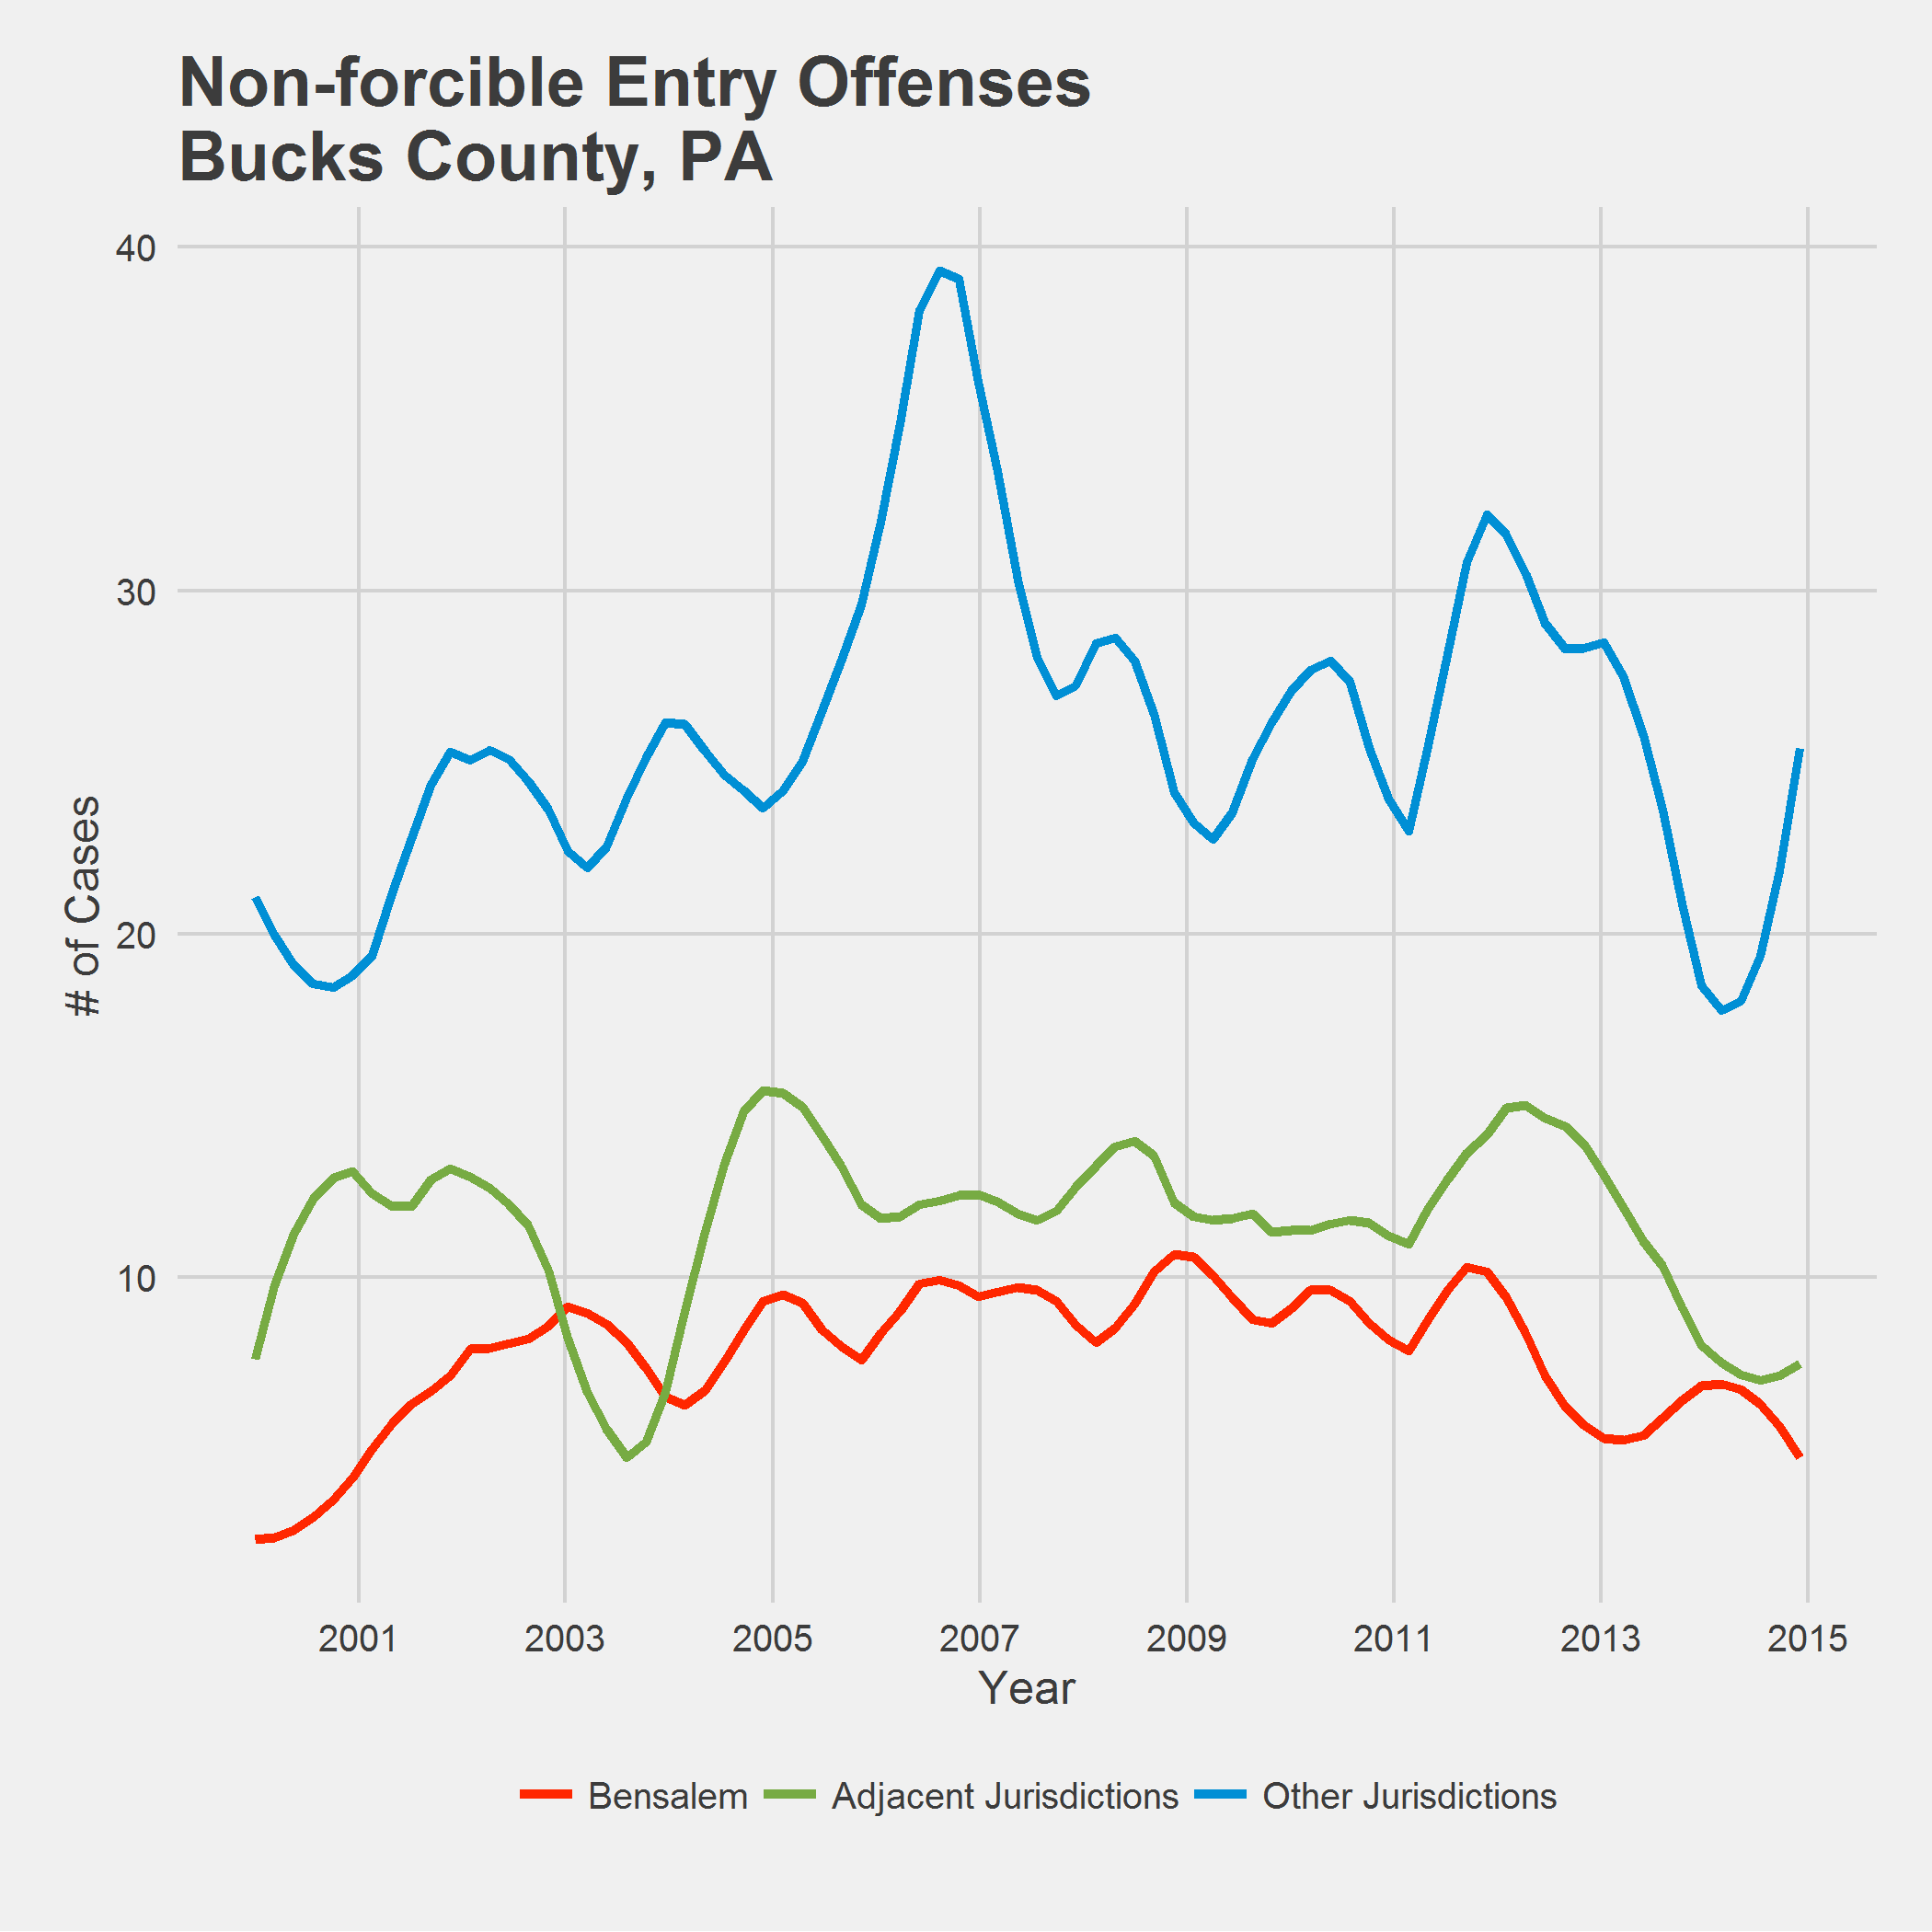 Non-forcible Entry Offenses
Bucks County, PA
40
30
20
10
# of Cases
2001 2003 2005 2007 2009 2011 2013 2015
Year
Bensalem Adjacent Jurisdictions Other Jurisdictions